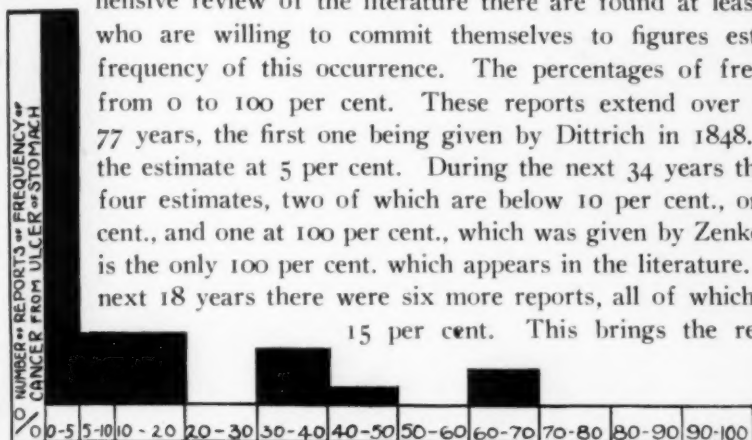 hensive review of the literature there are found at least
who are willing to commit themselves to figures est
frequency of this occurrence. The percentages of fre
from 0 to 100 per cent. These reports extend over
77 years, the first one being given by Dittrich in 1848.
the estimate at 5 per cent. During the next 34 years th
four estimates, two of which are below 10 per cent., o
cent., and one at 100 per cent., which was given by Zenk
is the only 100 per cent. which appears in the literature.
next 18 years there were six more reports, all of which
15 per cent. This brings the re
NUMBER OF REPORTS OF FREQUENCY OF
CANCER FROM ULCER OF STOMACH
% 0-5 5-10 10-20 20-30 30-40 40-50 50-60 60-70 70-80 80-90 90-100